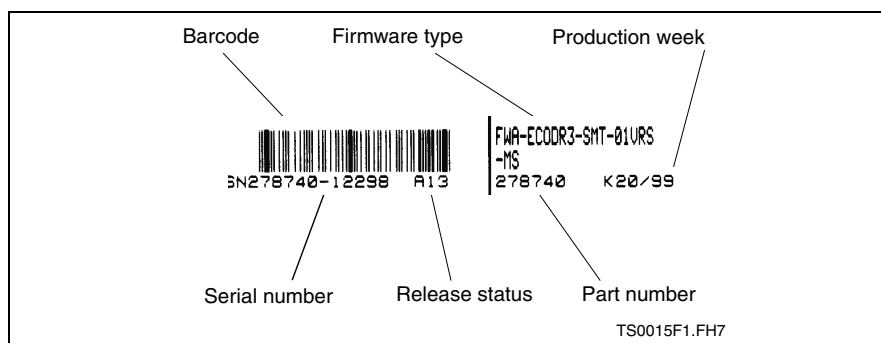 Barcode Firmware type Production week
FWA-ECODR3-SMT-01VRS
-MS
SN278740-12298 A13 278740 K20/99
Serial number Release status Part number
TS0015F1.FH7